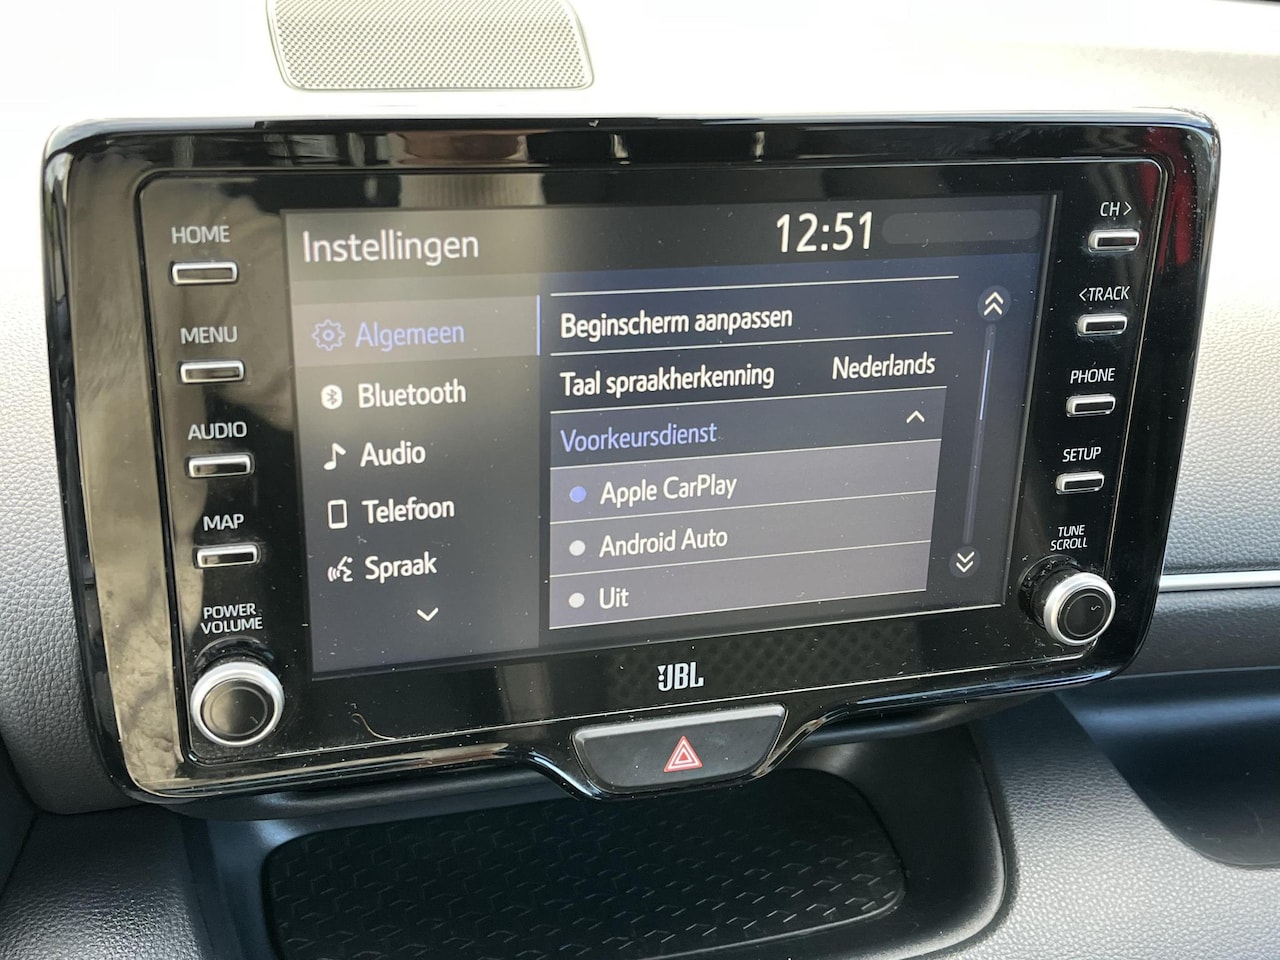 HOME
MENU
AUDIO
MAP
POWER
VOLUME
Instellingen
12:51
Algemeen
Bluetooth
Audio
Telefoon
Spraak
Beginscherm aanpassen
Taal spraakherkenning Nederlands
Voorkeursdienst
Apple CarPlay
Android Auto
Uit
CH >
< TRACK
PHONE
SETUP
TUNE
SCROLL
JBL